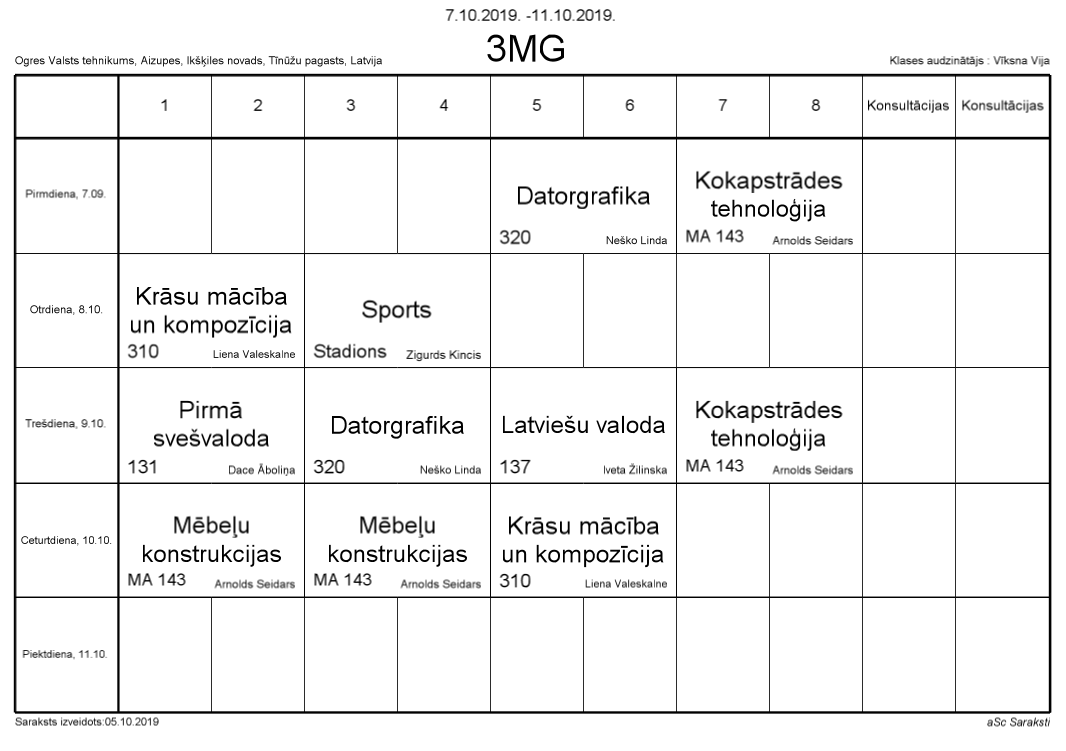 7.10.2019. -11.10.2019.
3MG
Ogres Valsts tehnikums, Aizupes, Ikšķiles novads, Tīnūžu pagasts, Latvija
Klases audzinātājs : Vīksna Vija
1 2 3 4 5 6 7 8 Konsultācijas Konsultācijas
Pirmdiena, 7.09.
Datorgrafika
320 Neško Linda
Kokapstrādes
tehnoloģija
MA 143 Arnolds Seidars
Otrdiena, 8.10.
Krāsu mācība
un kompozīcija
310 Liena Valeskalne
Sports
Stadions Zigurds Kincis
Trešdiena, 9.10.
Pirmā
svešvaloda
131 Dace Āboliņa
Datorgrafika
320 Neško Linda
Latviešu valoda
137 Iveta Žilinska
Kokapstrādes
tehnoloģija
MA 143 Arnolds Seidars
Ceturtdiena, 10.10.
Mēbeļu
konstrukcijas
MA 143 Arnolds Seidars
Mēbeļu
konstrukcijas
MA 143 Arnolds Seidars
Krāsu mācība
un kompozīcija
310 Liena Valeskalne
Piektdiena, 11.10.
Saraksts izveidots:05.10.2019
aSc Saraksti